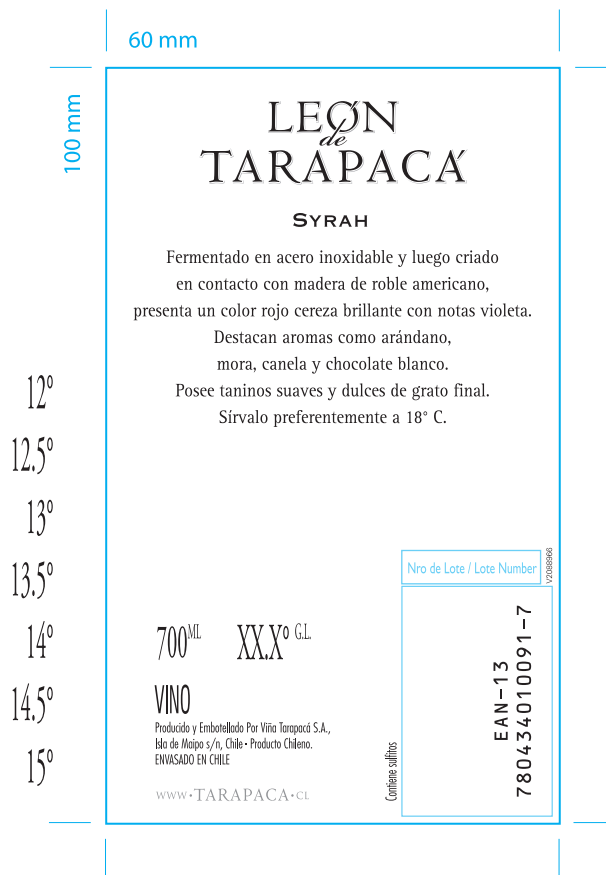 60 mm
100 mm
LEÓN
de
TARAPACÁ
SYRAH
Fermentado en acero inoxidable y luego criado
en contacto con madera de roble americano,
presenta un color rojo cereza brillante con notas violeta.
Destacan aromas como arándano,
mora, canela y chocolate blanco.
Posee taninos suaves y dulces de grato final.
Sírvalo preferentemente a 18° C.
12°
12.5°
13°
13.5°
14°
14.5°
15°
Nro de Lote / Lote Number
V2088966
700ML XX.X° G.L.
VINO
Producido y Embotellado Por Viña Tarapacá S.A.,
Isla de Maipo s/n, Chile • Producto Chileno.
ENVASADO EN CHILE
WWW•TARAPACA•CL
Contiene sulfitos
EAN-13
780434010091-7